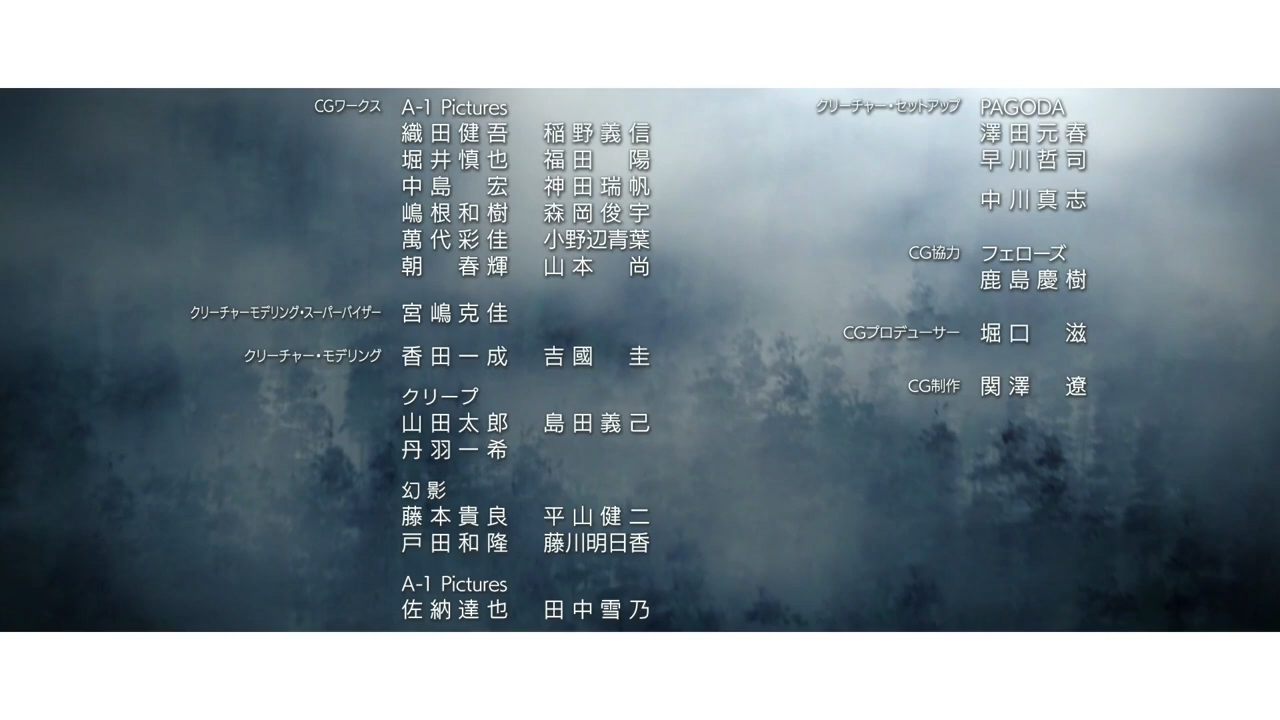 CGワークス A-1 Pictures
織田健吾 稲野義信
堀井慎也 福田 陽
中島 宏 神田瑞帆
嶋根和樹 森岡俊宇
萬代彩佳 小野辺青葉
朝 春輝 山本 尚
クリーチャーモデリング・スーパーバイザー 宮嶋克佳
クリーチャー・モデリング 香田一成 吉國 圭
クリープ
山田太郎 島田義己
丹羽一希
幻影
藤本貴良 平山健二
戸田和隆 藤川明日香
A-1 Pictures
佐納達也 田中雪乃
クリーチャー・セットアップ PAGODA
澤田元春
早川哲司
中川真志
CG協力 フェローズ
鹿島慶樹
CGプロデューサー 堀口 滋
CG制作 関澤 遼